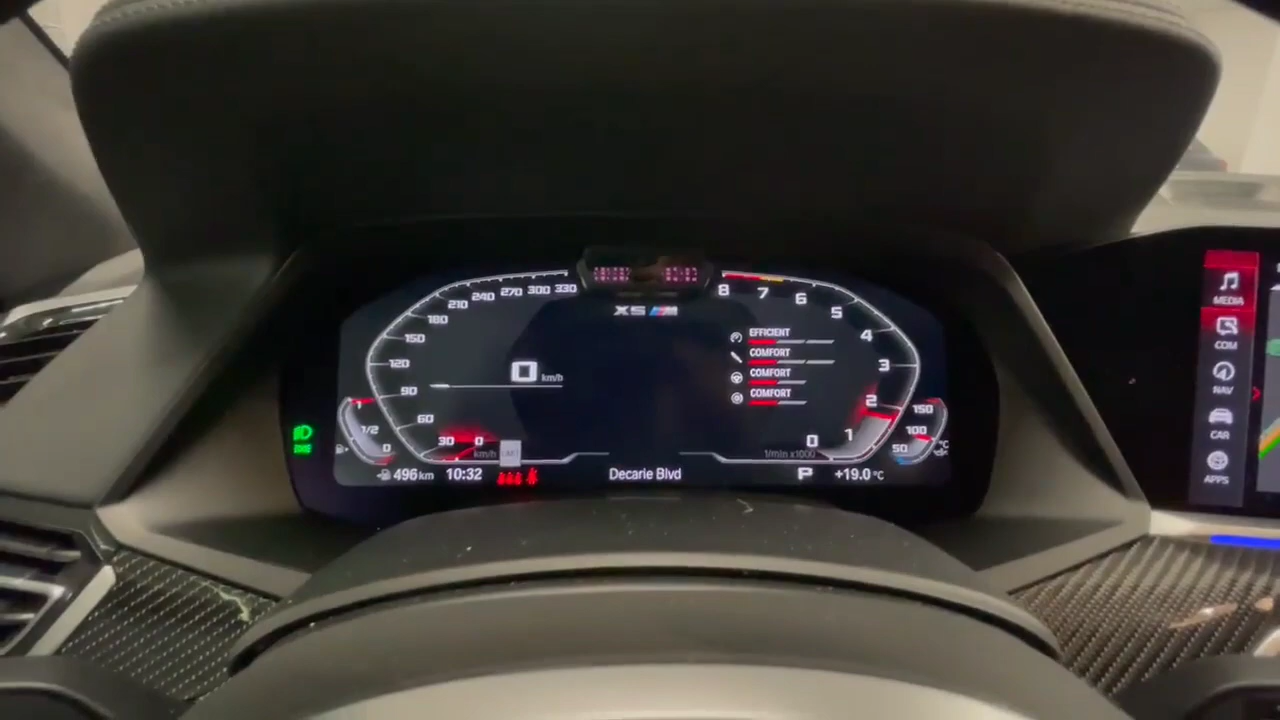 210 240 270 300 330
180
150
120
90
60
30 0
km/h
0 km/h
1
1/2
0
X5 M
8 7 6
5
4
3
2
1
0
1/min x1000
EFFICIENT
COMFORT
COMFORT
COMFORT
150
100
50
°C
496 km 10:32
Decarie Blvd
P +19.0 °C
MEDIA
COM
NAV
CAR
APPS